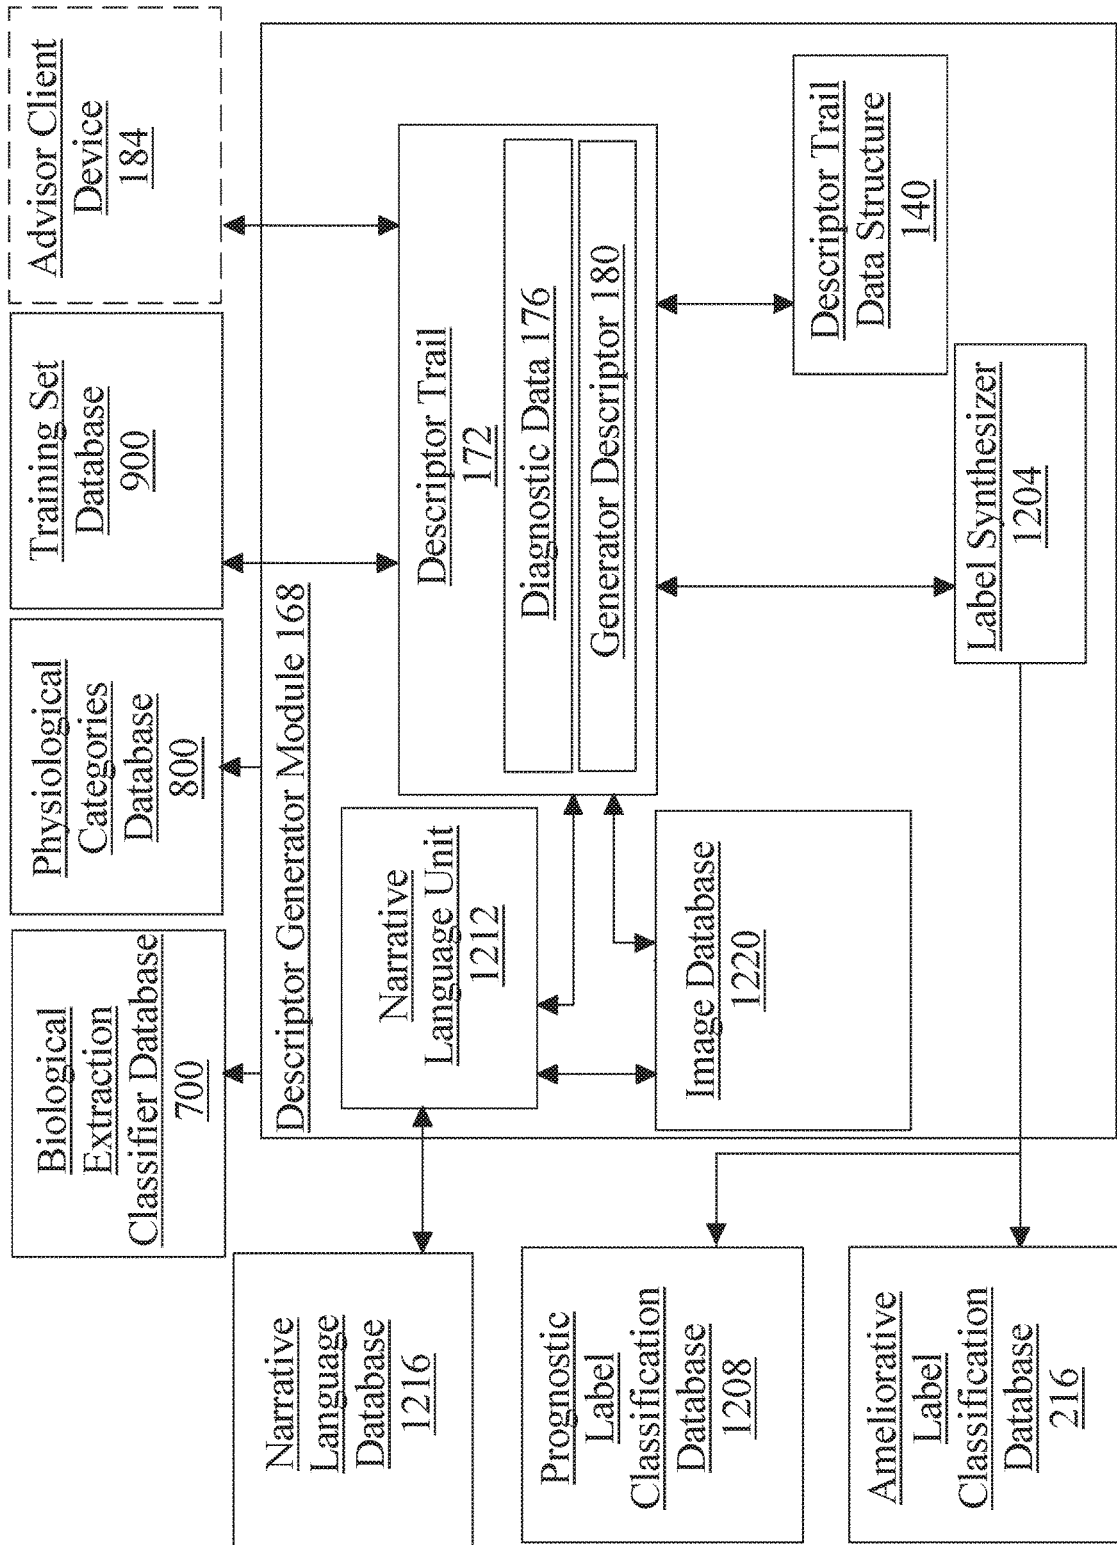 Biological
Extraction
Classifier Database
700
Physiological
Categories
Database
800
Training Set
Database
900
Advisor Client
Device
184
Narrative
Language
Database
1216
Descriptor Generator Module 168
Narrative
Language Unit
1212
Descriptor Trail
172
Diagnostic Data 176
Generator Descriptor 180
Prognostic
Label
Classification
Database
1208
Image Database
1220
Descriptor Trail
Data Structure
140
Ameliorative
Label
Classification
Database
216
Label Synthesizer
1204